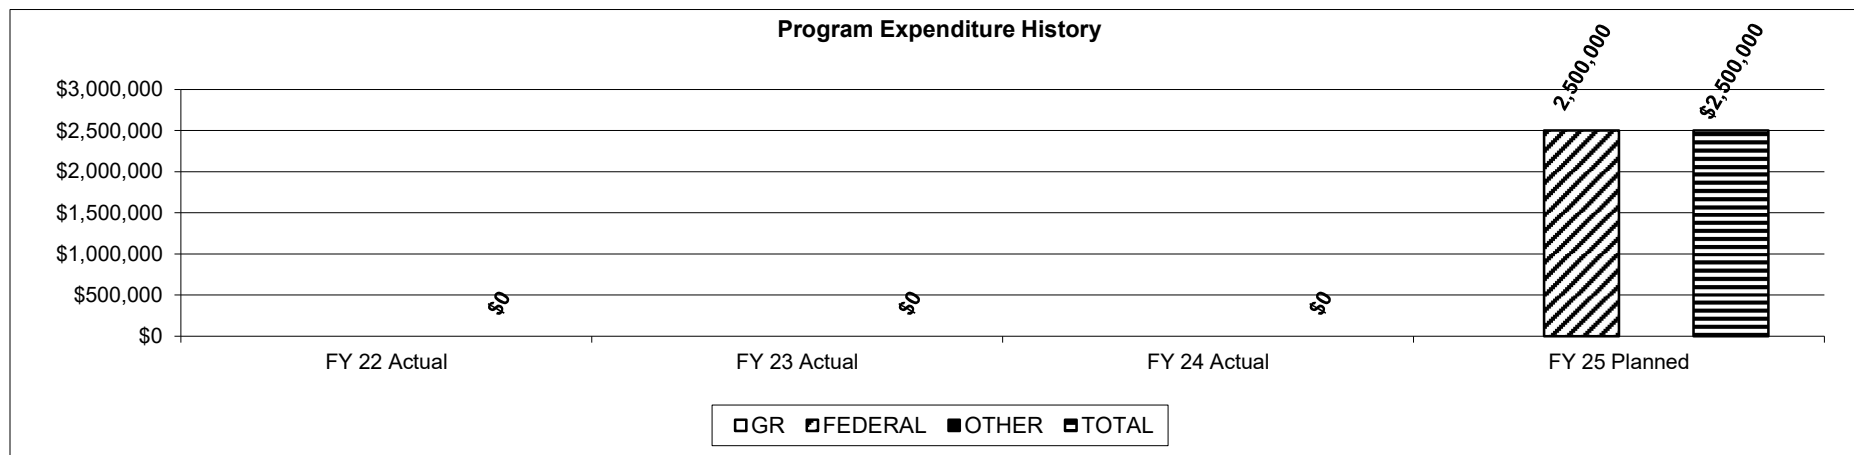 Program Expenditure History
2,500,000
$2,500,000
$3,000,000
$2,500,000
$2,000,000
$1,500,000
$1,000,000
$500,000
$0
$0
$0
$0
FY 22 Actual
FY 23 Actual
FY 24 Actual
FY 25 Planned
GR FEDERAL OTHER TOTAL